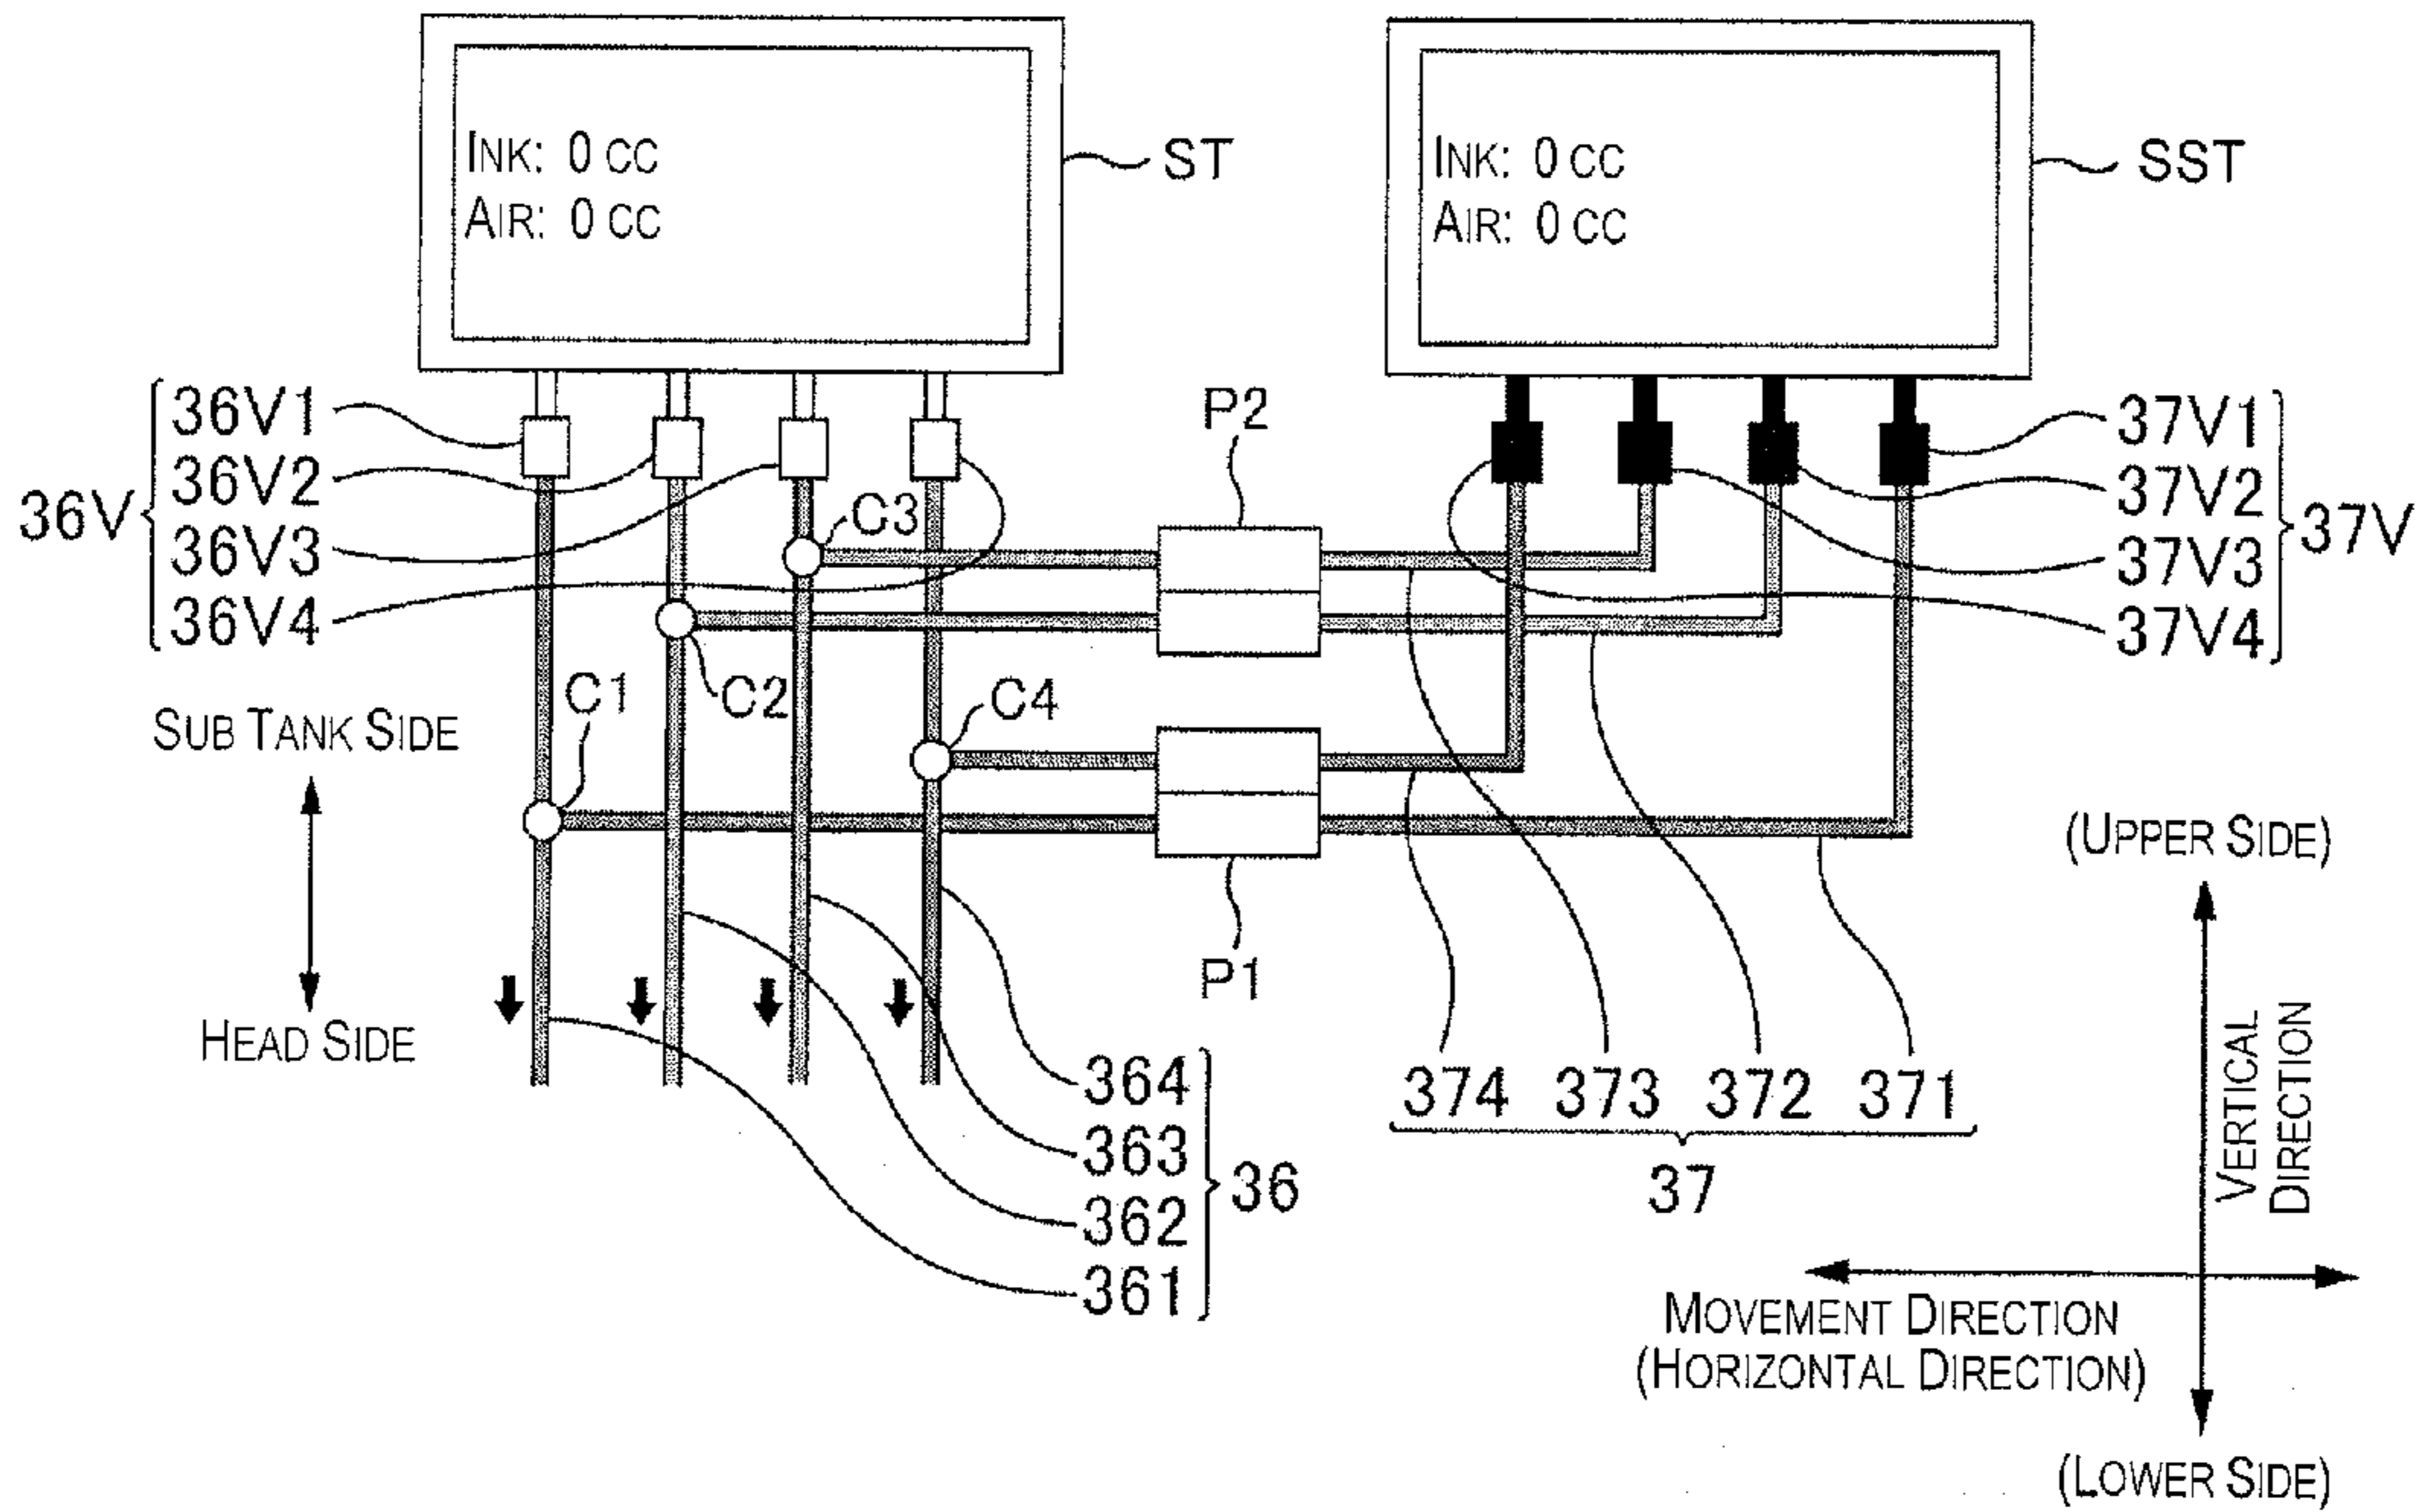 INK: 0 CC
AIR: 0 CC
ST
INK: 0 CC
AIR: 0 CC
SST
36V
36V1
36V2
36V3
36V4
P2
37V1
37V2
37V3
37V4
37V
C3
C2
C1
C4
SUB TANK SIDE
HEAD SIDE
P1
(UPPER SIDE)
VERTICAL
DIRECTION
364
363
362
361
36
374 373 372 371
37
MOVEMENT DIRECTION
(HORIZONTAL DIRECTION)
(LOWER SIDE)